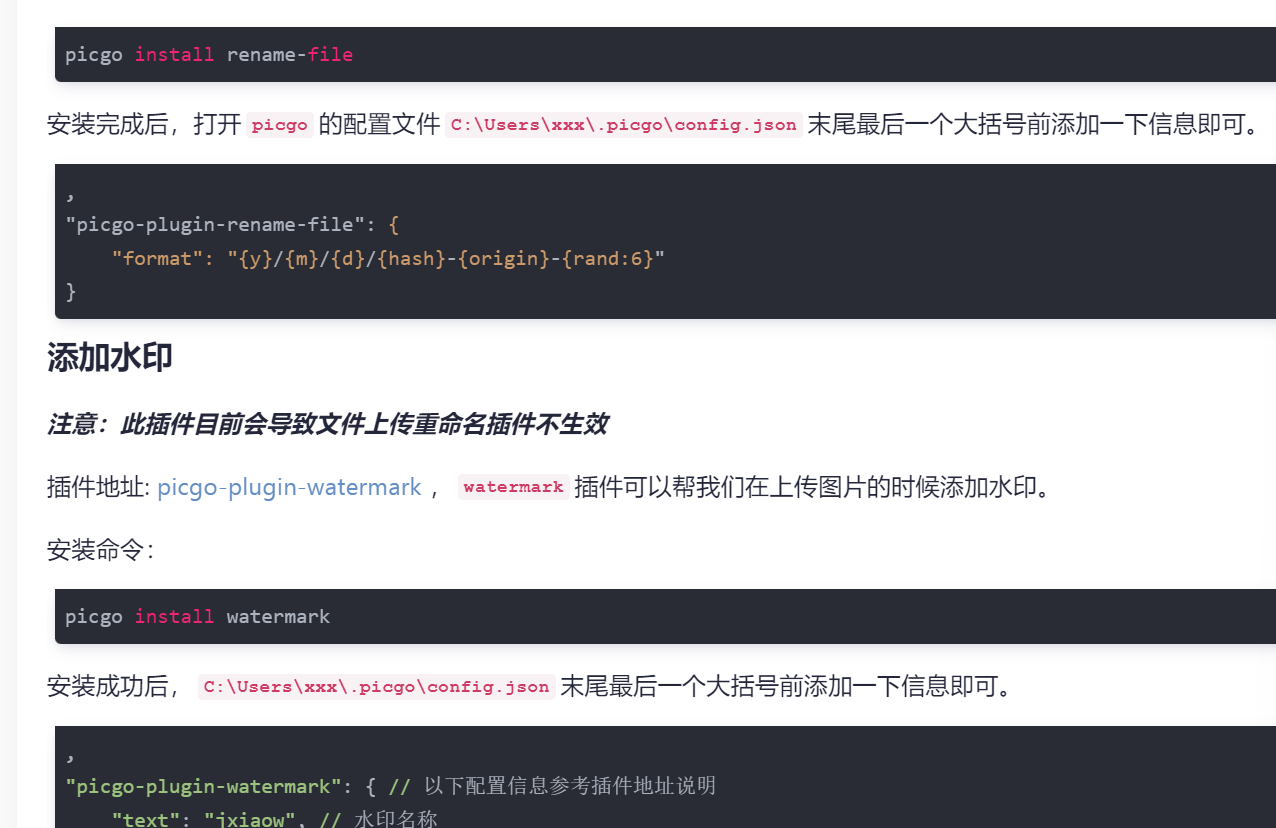 picgo install rename-file
安装完成后，打开 picgo 的配置文件 C:\Users\xxx\.picgo\config.json 末尾最后一个大括号前添加一下信息即可。
,
"picgo-plugin-rename-file": {
    "format": "{y}/{m}/{d}/{hash}-{origin}-{rand:6}"
}
添加水印
注意：此插件目前会导致文件上传重命名插件不生效
插件地址: picgo-plugin-watermark ， watermark 插件可以帮我们在上传图片的时候添加水印。
安装命令：
picgo install watermark
安装成功后， C:\Users\xxx\.picgo\config.json 末尾最后一个大括号前添加一下信息即可。
,
"picgo-plugin-watermark": { // 以下配置信息参考插件地址说明
    "text": "jxiaow", // 水印名称